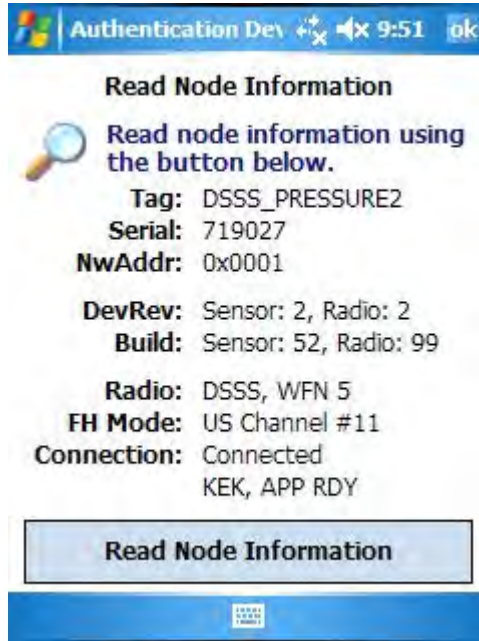 Authentication Dev 9:51 ok
Read Node Information
Read node information using
the button below.
Tag: DSSS_PRESSURE2
Serial: 719027
NwAddr: 0x0001
DevRev: Sensor: 2, Radio: 2
Build: Sensor: 52, Radio: 99
Radio: DSSS, WFN 5
FH Mode: US Channel #11
Connection: Connected
KEK, APP RDY
Read Node Information